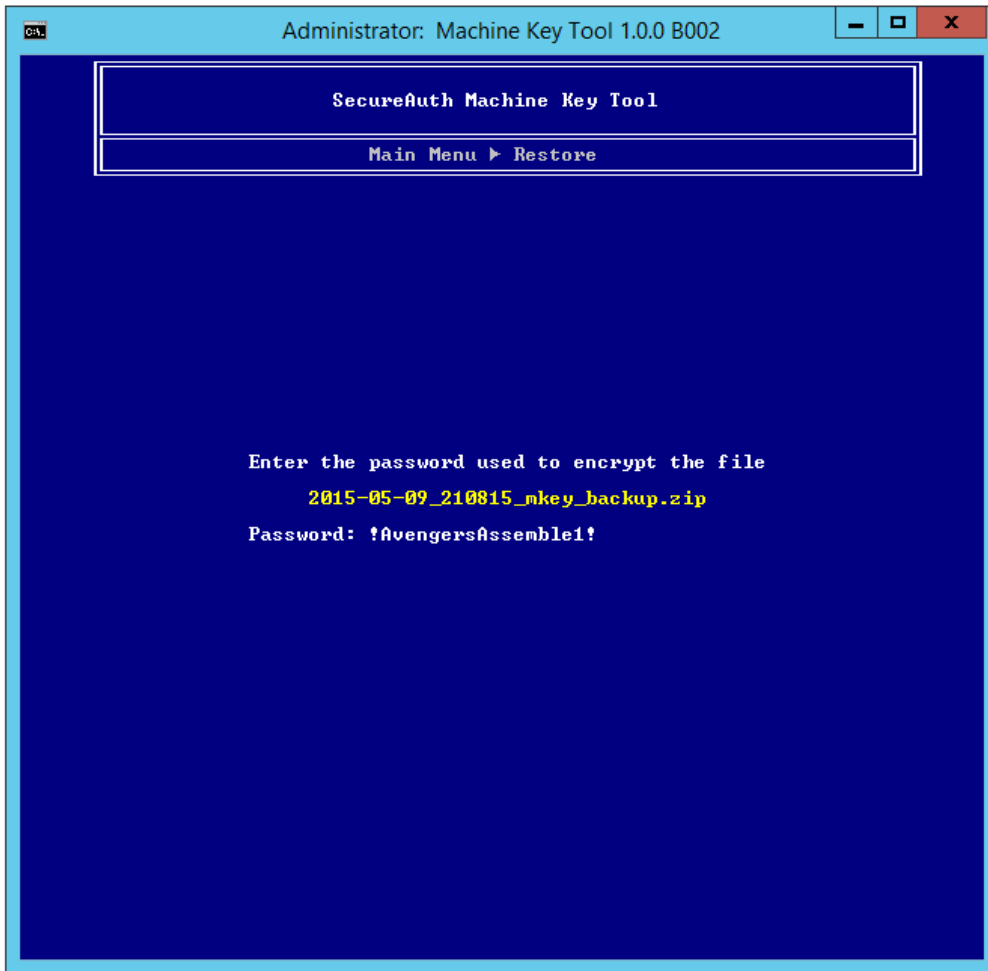 Administrator: Machine Key Tool 1.0.0 B002
SecureAuth Machine Key Tool
Main Menu ► Restore
Enter the password used to encrypt the file
2015-05-09_210815_mkey_backup.zip
Password: !AvengersAssemble1!